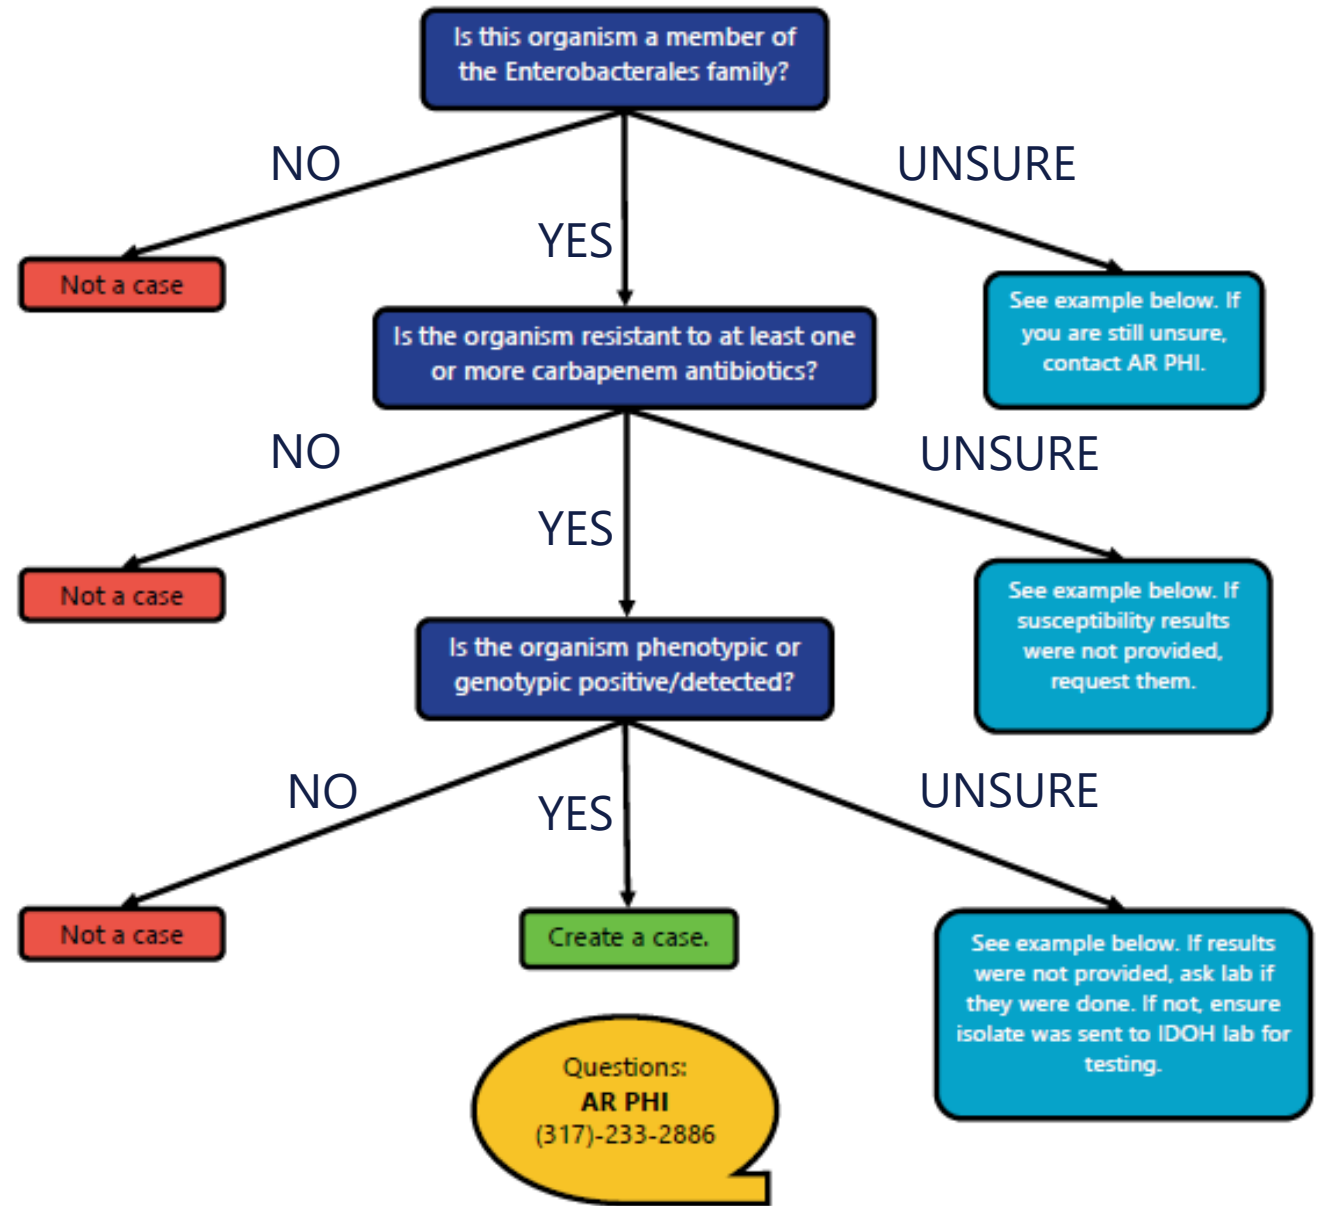 Is this organism a member of
the Enterobacterales family?
NO
YES
UNSURE
Not a case
Is the organism resistant to at least one
or more carbapenem antibiotics?
See example below. If
you are still unsure,
contact AR PHI.
NO
YES
UNSURE
Not a case
Is the organism phenotypic or
genotypic positive/detected?
See example below. If
susceptibility results
were not provided,
request them.
NO
YES
UNSURE
Not a case
Create a case.
See example below. If results
were not provided, ask lab if
they were done. If not, ensure
isolate was sent to IDOH lab for
testing.
Questions:
AR PHI
(317)-233-2886